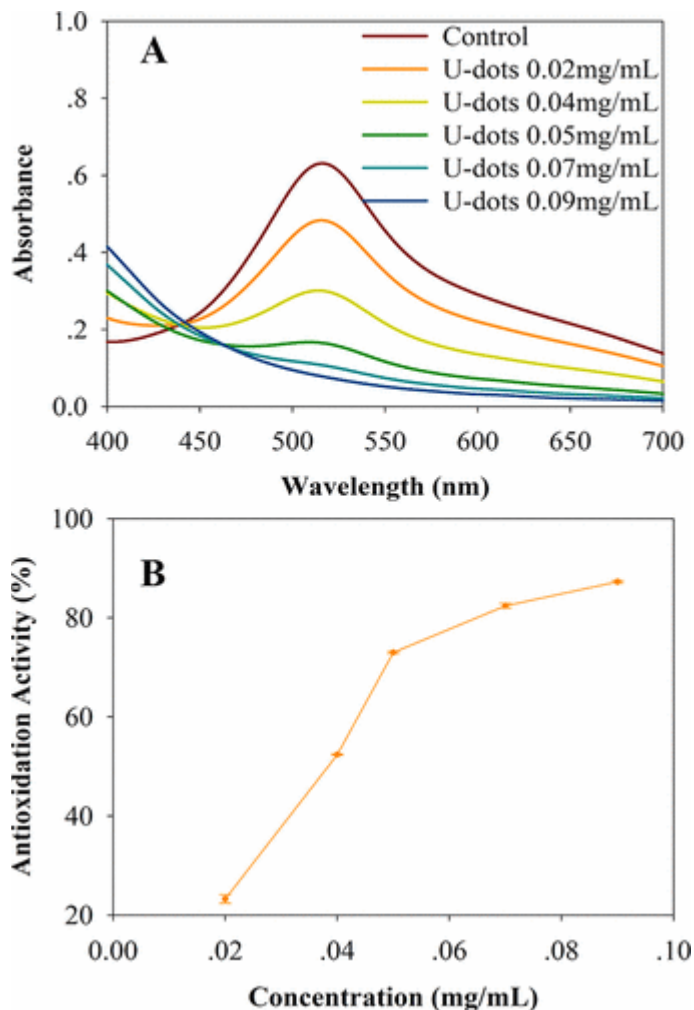 1.0
A
Control
U-dots 0.02mg/mL
.8
U-dots 0.04mg/mL
U-dots 0.05mg/mL
.6
U-dots 0.07mg/mL
U-dots 0.09mg/mL
.4
.2
0.0
Absorbance
400 450 500 550 600 650 700
Wavelength (nm)
100
B
80
60
40
20
Antioxidation Activity (%)
0.00 .02 .04 .06 .08 .10
Concentration (mg/mL)